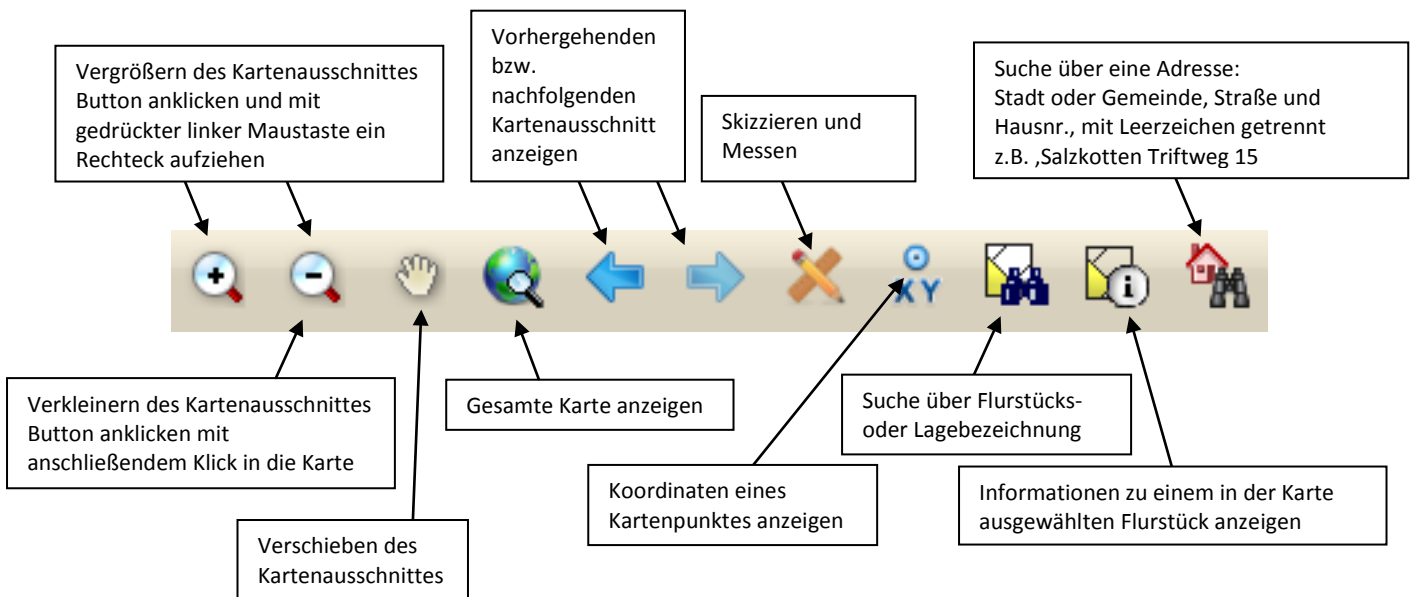 Vergrößern des Kartenausschnittes
Button anklicken und mit
gedrückter linker Maustaste ein
Rechteck aufziehen
Vorhergehenden
bzw.
nachfolgenden
Kartenausschnitt
anzeigen
Skizzieren und
Messen
Suche über eine Adresse:
Stadt oder Gemeinde, Straße und
Hausnr., mit Leerzeichen getrennt
z.B. ‚Salzkotten Triftweg 15
X Y
i
Verkleinern des Kartenausschnittes
Button anklicken mit
anschließendem Klick in die Karte
Verschieben des
Kartenausschnittes
Gesamte Karte anzeigen
Koordinaten eines
Kartenpunktes anzeigen
Suche über Flurstücks-
oder Lagebezeichnung
Informationen zu einem in der Karte
ausgewählten Flurstück anzeigen